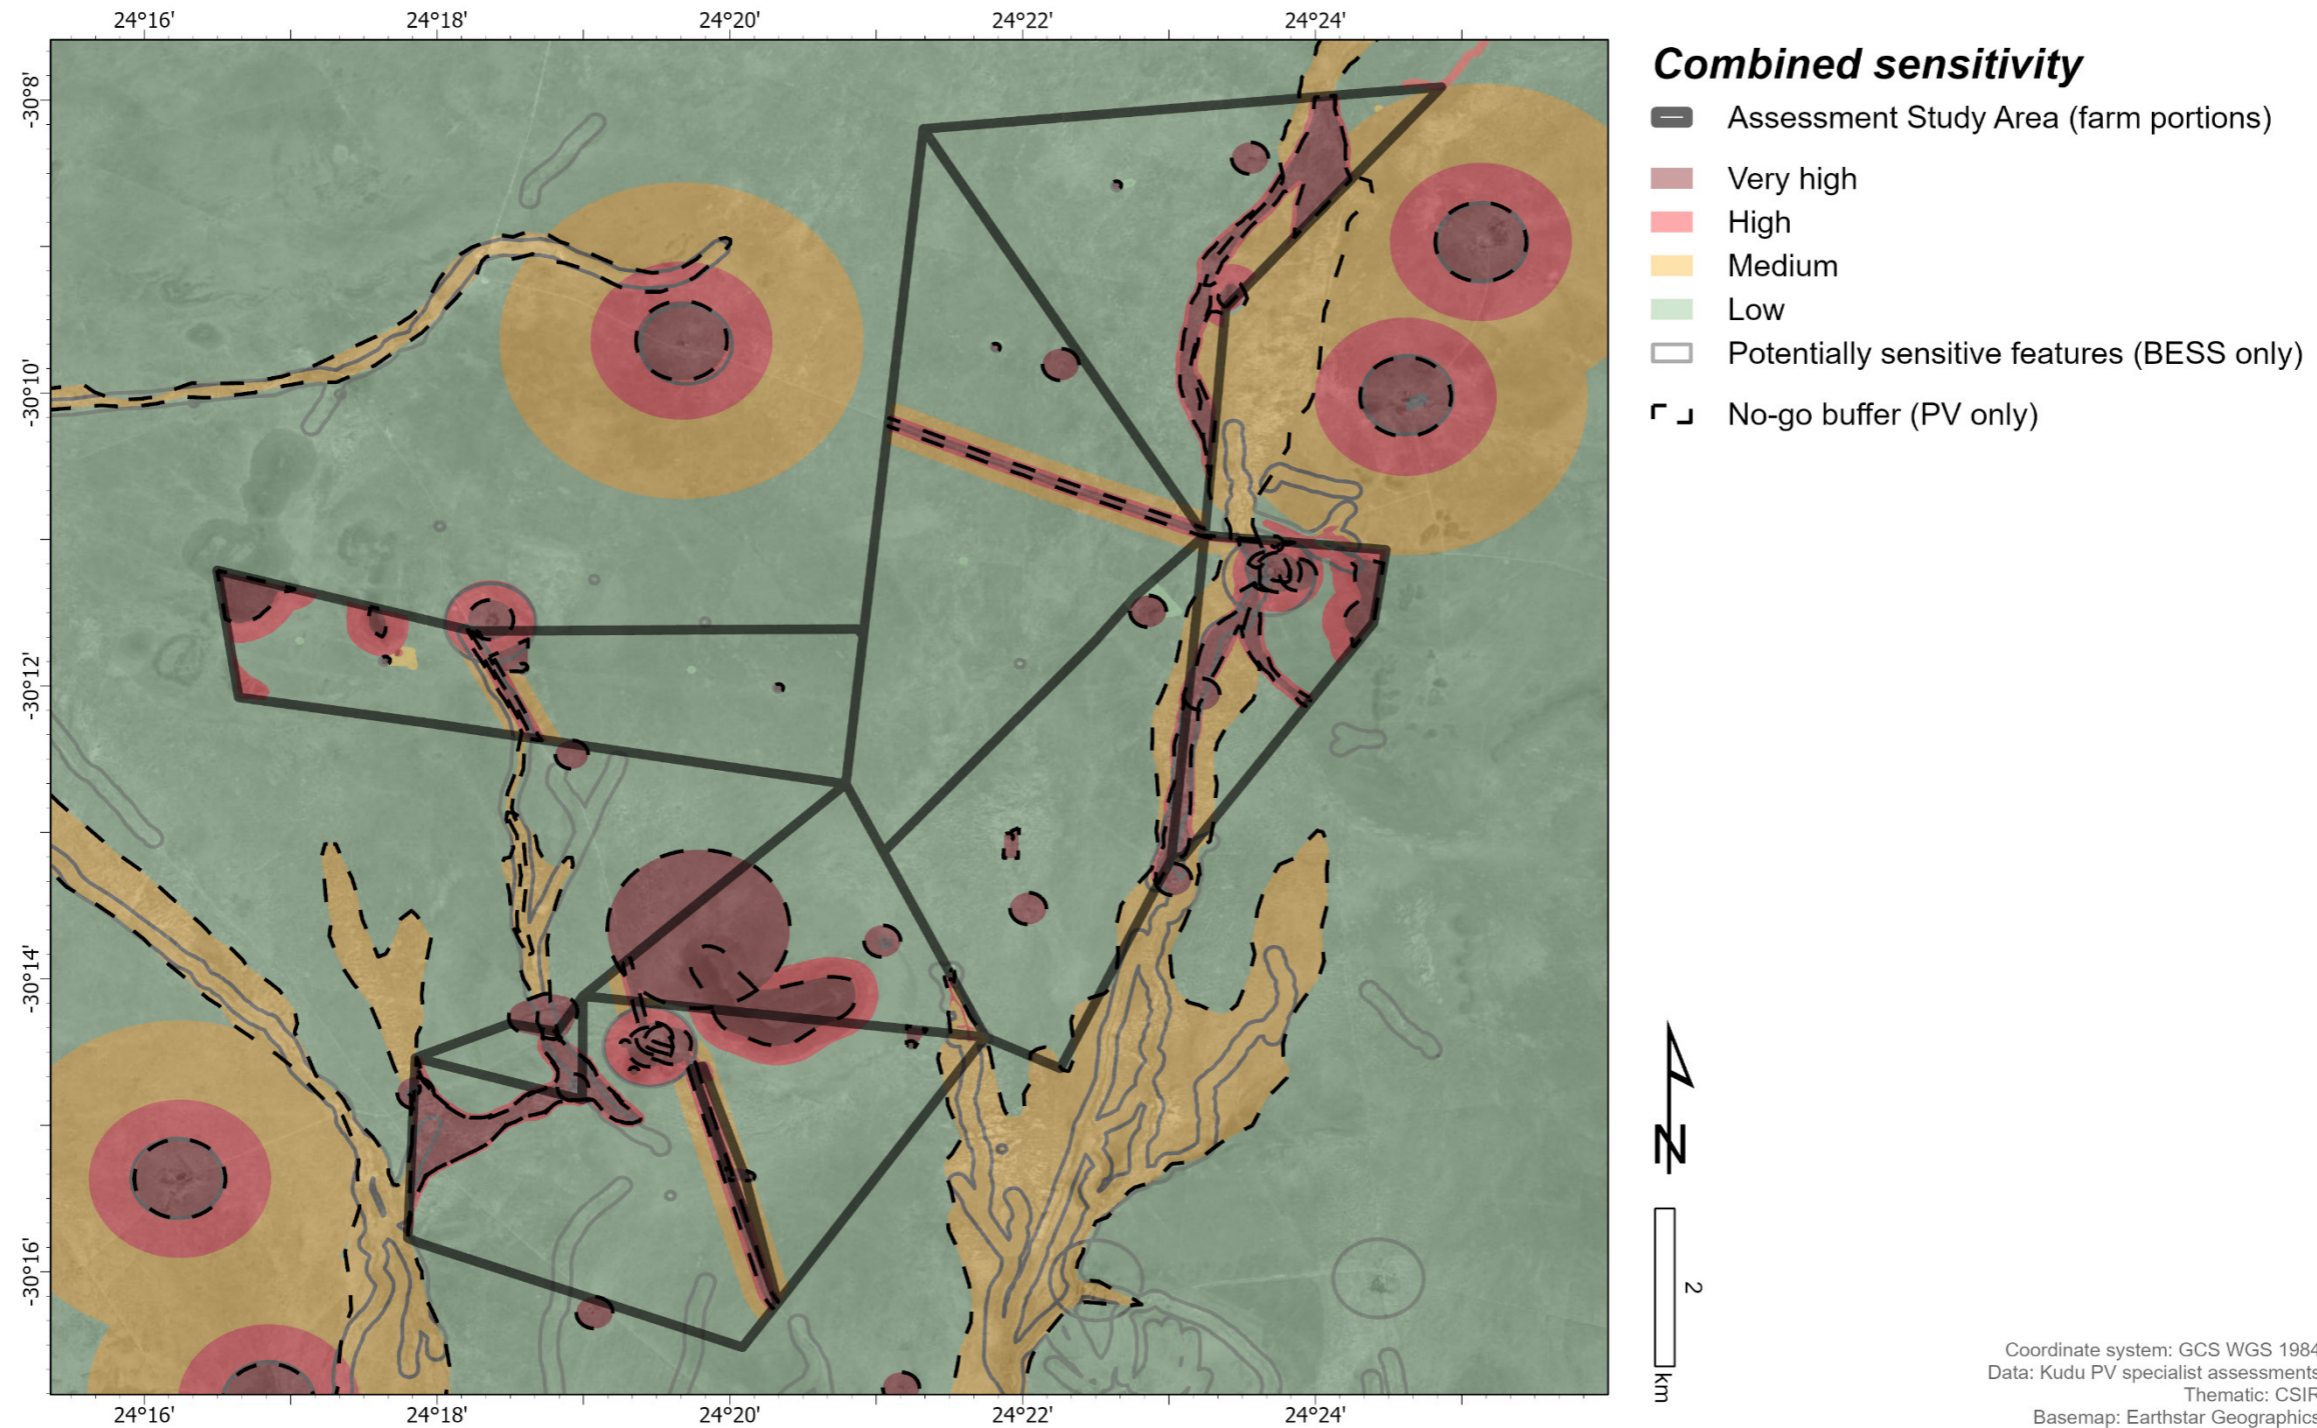 24°16' 24°18' 24°20' 24°22' 24°24'
-30°8'
-30°10'
-30°12'
-30°14'
-30°16'
24°16' 24°18' 24°20' 24°22' 24°24'
Combined sensitivity
Assessment Study Area (farm portions)
Very high
High
Medium
Low
Potentially sensitive features (BESS only)
No-go buffer (PV only)
N
2
km
Coordinate system: GCS WGS 1984
Data: Kudu PV specialist assessments
Thematic: CSIR
Basemap: Earthstar Geographics